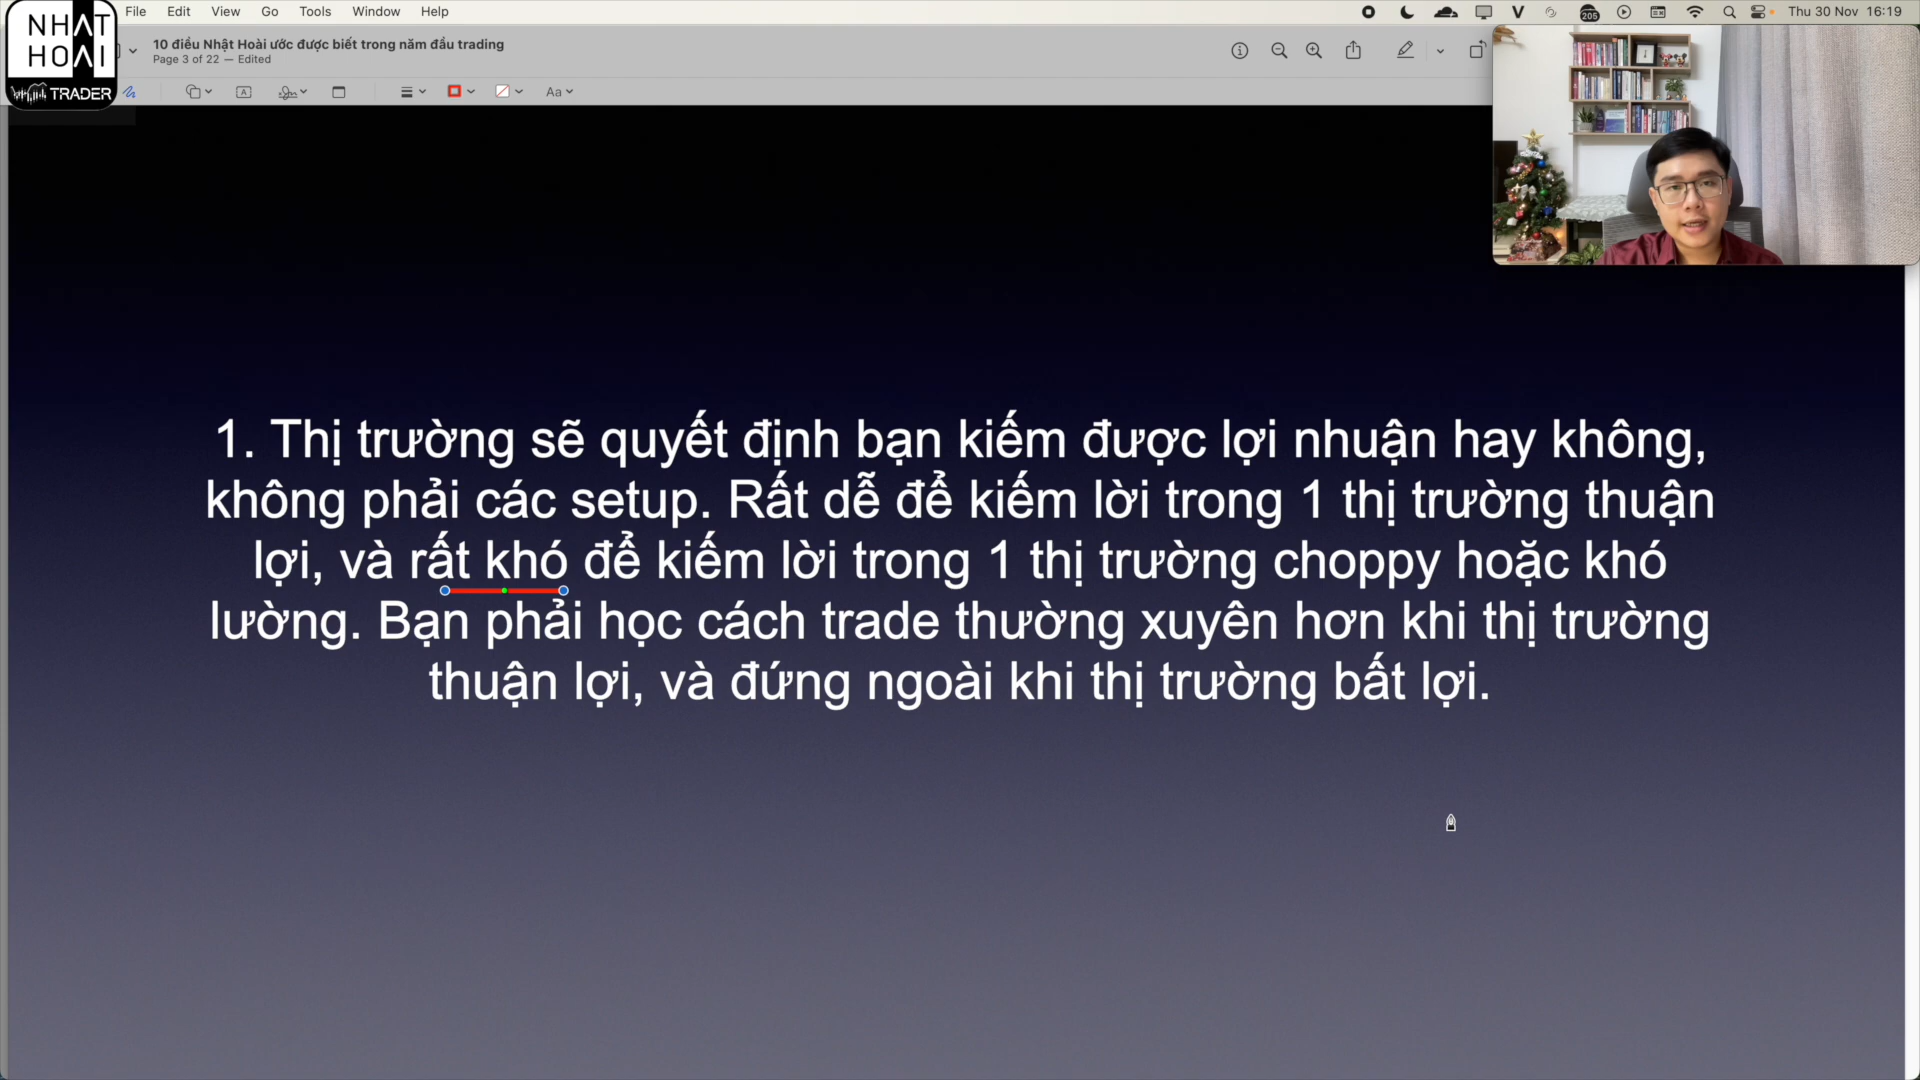 NHAT
HOAI
TRADER
File Edit View Go Tools Window Help
V 205 Thu 30 Nov 16:19
10 điều Nhật Hoài ước được biết trong năm đầu trading
Page 3 of 22 — Edited
A Aa
1. Thị trường sẽ quyết định bạn kiếm được lợi nhuận hay không,
không phải các setup. Rất dễ để kiếm lời trong 1 thị trường thuận
lợi, và rất khó để kiếm lời trong 1 thị trường choppy hoặc khó
lường. Bạn phải học cách trade thường xuyên hơn khi thị trường
thuận lợi, và đứng ngoài khi thị trường bất lợi.